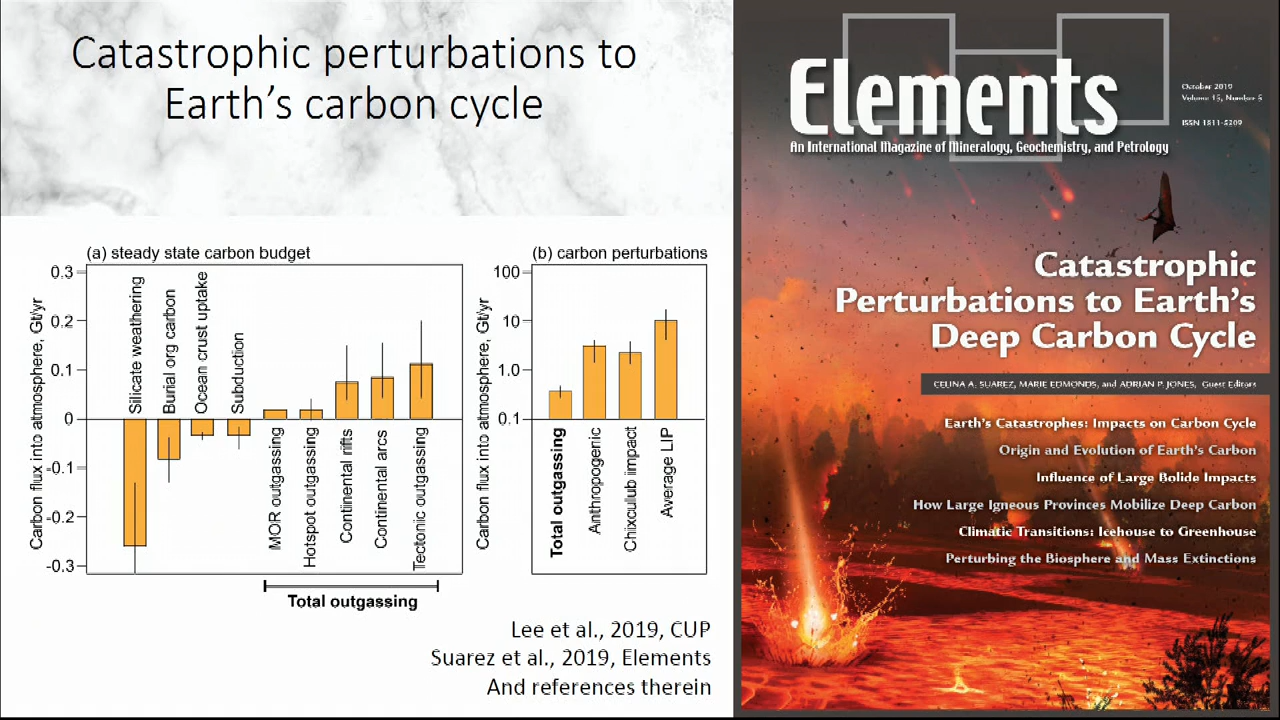 Catastrophic perturbations to
Earth's carbon cycle
(a) steady state carbon budget
Carbon flux into atmosphere, Gt/yr
0.3
0.2
0.1
0
-0.1
-0.2
-0.3
Silicate weathering
Burial org carbon
Ocean crust uptake
Subduction
MOR outgassing
Hotspot outgassing
Continental rifts
Continental arcs
Tectonic outgassing
Total outgassing
(b) carbon perturbations
Carbon flux into atmosphere, Gt/yr
100
10
1.0
0.1
Total outgassing
Anthropogenic
Chixculub impact
Average LIP
Lee et al., 2019, CUP
Suarez et al., 2019, Elements
And references therein
Elements
October 2019
Volume 15, Number 5
ISSN 1811-5209
An International Magazine of Mineralogy, Geochemistry, and Petrology
Catastrophic
Perturbations to Earth's
Deep Carbon Cycle
CELINA A. SUAREZ, MARIE EDMONDS, and ADRIAN P. JONES, Guest Editors
Earth's Catastrophes: Impacts on Carbon Cycle
Origin and Evolution of Earth's Carbon
Influence of Large Bolide Impacts
How Large Igneous Provinces Mobilize Deep Carbon
Climatic Transitions: Icehouse to Greenhouse
Perturbing the Biosphere and Mass Extinctions